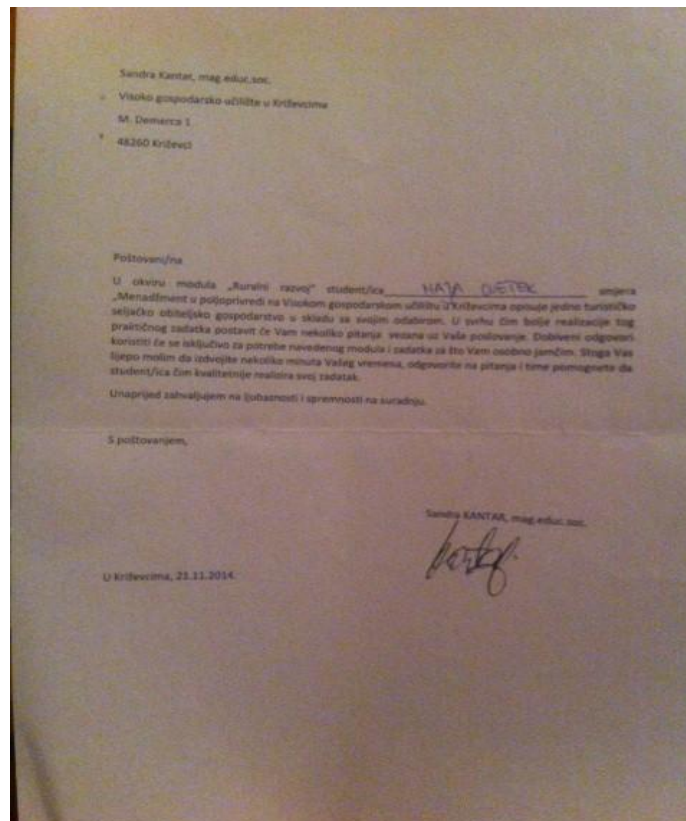 Sandra Kantar, mag.educ.soc.
Visoko gospodarsko učilište u Križevcima
M. Demerca 1
48260 Križevci
Poštovani/na
U okviru modula „Ruralni razvoj" student/ica smjera
„Menadžment u poljoprivredi na Visokom gospodarskom učilištu u Križevcima opisuje jedno turističko
seljačko obiteljsko gospodarstvo u skladu sa svojim odabirom. U svrhu čim bolje realizacije tog
praktičnog zadatka postavit će Vam nekoliko pitanja vezana uz Vaše poslovanje. Dobiveni odgovori
koristiti će se isključivo za potrebe navedenog modula i zadatka za što Vam osobno jamčim. Stoga Vas
lijepo molim da izdvojite nekoliko minuta Vašeg vremena, odgovorite na pitanja i time pomognete da
student/ica čim kvalitetnije realizira svoj zadatak.
Unaprijed zahvaljujem na ljubasnosti i spremnosti na suradnju.
S poštovanjem,
Sandra KANTAR, mag.educ.soc.
U Križevcima, 21.11.2014.